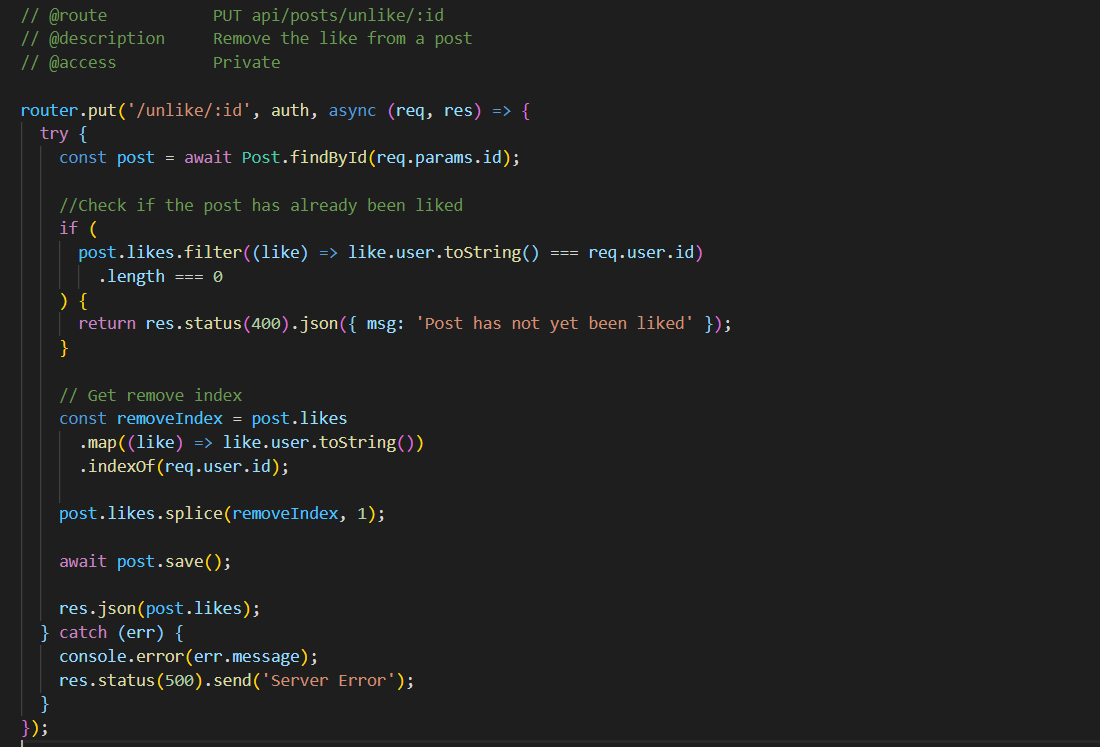 // @route           PUT api/posts/unlike/:id
// @description     Remove the like from a post
// @access          Private
router.put('/unlike/:id', auth, async (req, res) => {
  try {
    const post = await Post.findById(req.params.id);
    //Check if the post has already been liked
    if (
      post.likes.filter((like) => like.user.toString() === req.user.id)
        .length === 0
    ) {
      return res.status(400).json({ msg: 'Post has not yet been liked' });
    }
    // Get remove index
    const removeIndex = post.likes
      .map((like) => like.user.toString())
      .indexOf(req.user.id);
    post.likes.splice(removeIndex, 1);
    await post.save();
    res.json(post.likes);
  } catch (err) {
    console.error(err.message);
    res.status(500).send('Server Error');
  }
});